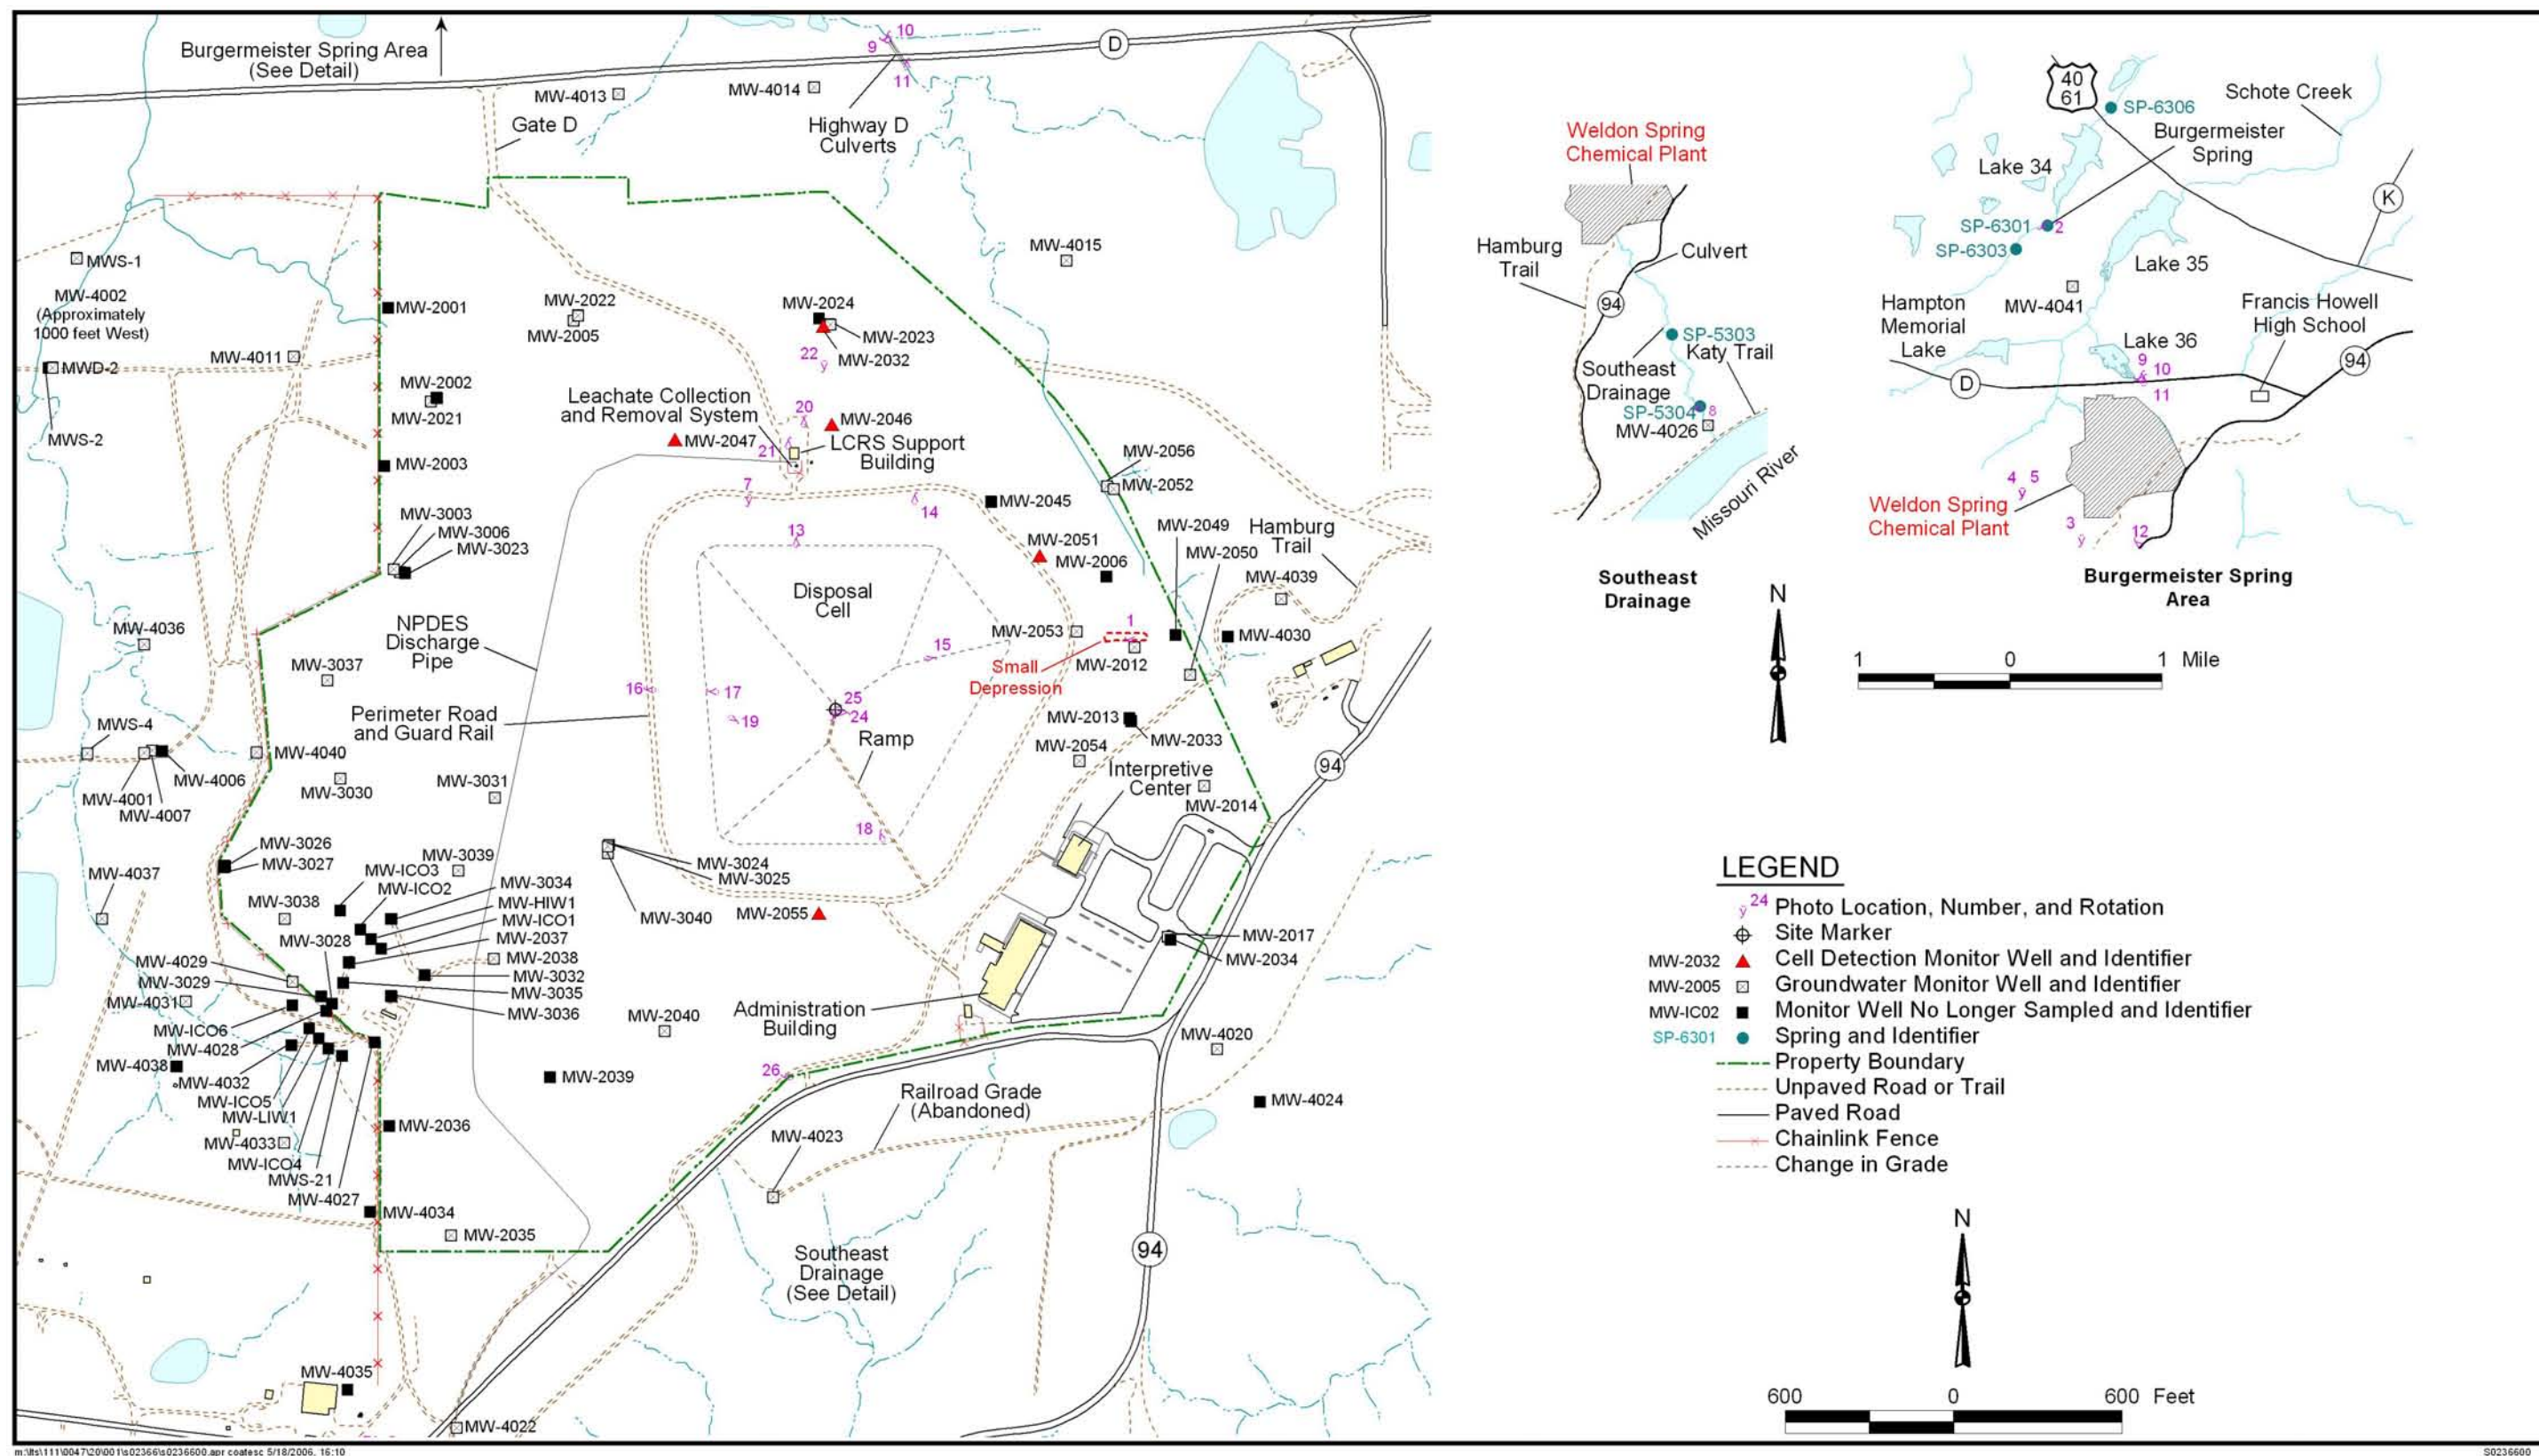 Burgermeister Spring Area
(See Detail)
10
9
11
D
MW-4013
MW-4014
Gate D
Highway D
Culverts
MWS-1
MW-4015
MW-4002
(Approximately
1000 feet West)
MW-2001
MW-2022
MW-2005
MW-2024
MW-2023
MW-2032
22
MW-4011
MWD-2
MW-2002
MW-2021
MWS-2
Leachate Collection
and Removal System
20
MW-2046
MW-2047
21
LCRS Support
Building
MW-2003
MW-2056
MW-2052
7
14
MW-2045
13
MW-3003
MW-3006
MW-3023
MW-2049
MW-2050
Hamburg
Trail
MW-2051
MW-2006
MW-4039
Disposal
Cell
MW-4036
NPDES
Discharge
Pipe
MW-2053
1
MW-4030
15
MW-2012
Small
Depression
MW-3037
16
17
19
25
24
Perimeter Road
and Guard Rail
MW-2013
MW-2033
Ramp
MWS-4
MW-4040
MW-2054
94
MW-4006
MW-4001
MW-4007
MW-3030
MW-3031
Interpretive
Center
MW-2014
18
MW-3026
MW-3027
MW-3039
MW-ICO3
MW-ICO2
MW-3024
MW-3025
MW-4037
MW-3034
MW-HIW1
MW-ICO1
MW-3038
MW-3040
MW-2055
MW-3028
MW-2037
MW-2038
MW-2017
MW-2034
MW-4029
MW-3029
MW-4031
MW-3032
MW-3035
MW-3036
MW-ICO6
MW-4028
MW-2040
Administration
Building
MW-4020
MW-4038
MW-4032
MW-ICO5
MW-LIW1
MW-2039
26
Railroad Grade
(Abandoned)
MW-4024
MW-2036
MW-4033
MW-ICO4
MWS-21
MW-4027
MW-4023
MW-4034
MW-2035
Southeast
Drainage
(See Detail)
94
MW-4035
MW-4022
Weldon Spring
Chemical Plant
Hamburg
Trail
Culvert
94
SP-5303
Katy Trail
Southeast
Drainage
SP-5304
8
MW-4026
Missouri River
Southeast
Drainage
40
61
SP-6306
Schote Creek
Burgermeister
Spring
Lake 34
K
SP-6301
2
SP-6303
Lake 35
MW-4041
Hampton
Memorial
Lake
Francis Howell
High School
Lake 36
9
10
11
94
D
4
5
Weldon Spring
Chemical Plant
3
12
Burgermeister Spring
Area
N
1 0 1 Mile
LEGEND
24 Photo Location, Number, and Rotation
Site Marker
MW-2032 Cell Detection Monitor Well and Identifier
MW-2005 Groundwater Monitor Well and Identifier
MW-IC02 Monitor Well No Longer Sampled and Identifier
SP-6301 Spring and Identifier
Property Boundary
Unpaved Road or Trail
Paved Road
Chainlink Fence
Change in Grade
N
600 0 600 Feet
m:\lts\111\0047\20\001\s02366\s0236600.apr coatesc 5/18/2006, 16:10
S0236600